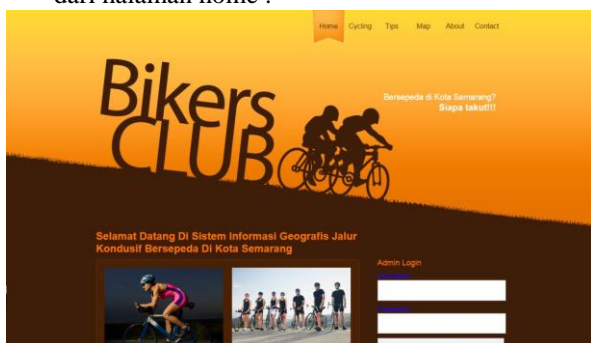 dari halaman home :
Home Cycling Tips Map About Contact
Bikers
CLUB
Bersepeda di Kota Semarang?
Siapa takut!!!
Selamat Datang Di Sistem Informasi Geografis Jalur
Kondusif Bersepeda Di Kota Semarang
Admin Login